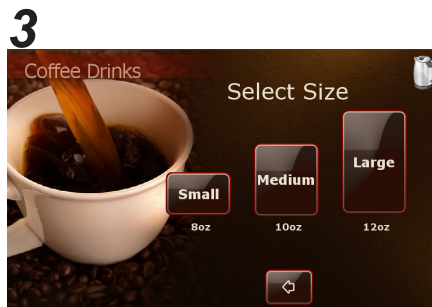 3
Coffee Drinks
Select Size
Small
Medium
Large
8oz
10oz
12oz